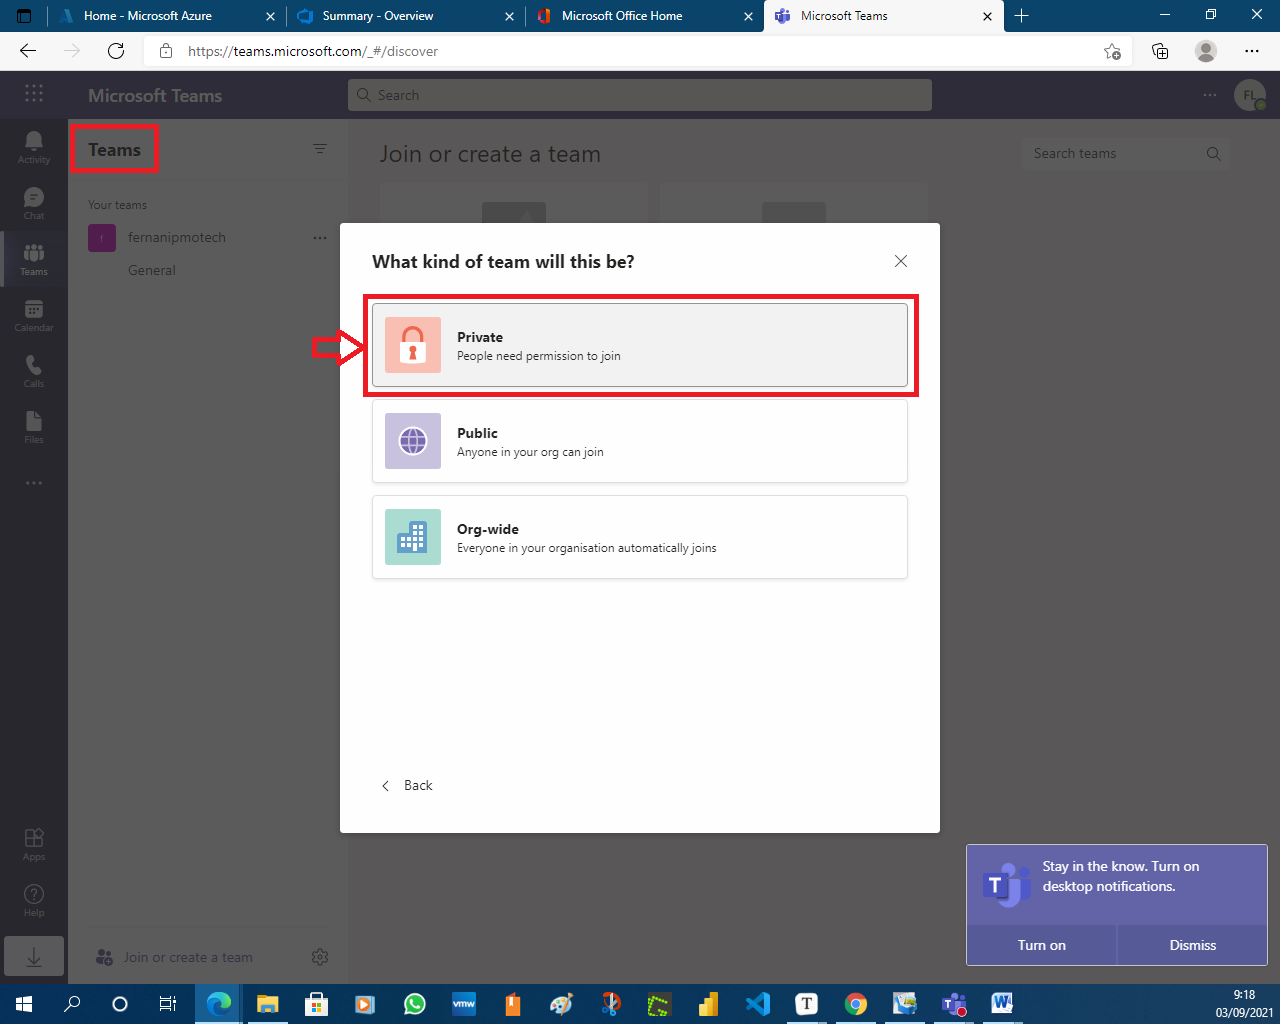 Home - Microsoft Azure
Summary - Overview
Microsoft Office Home
Microsoft Teams
https://teams.microsoft.com/_#/discover
Microsoft Teams
Search
FL
Activity
Chat
Teams
Calendar
Calls
Files
Apps
Help
Teams
Your teams
f
fernanipmotech
General
Join or create a team
Join or create a team
Search teams
What kind of team will this be?
Private
People need permission to join
Public
Anyone in your org can join
Org-wide
Everyone in your organisation automatically joins
Back
T
Stay in the know. Turn on
desktop notifications.
Turn on
Dismiss
vmw
T
9:18
03/09/2021